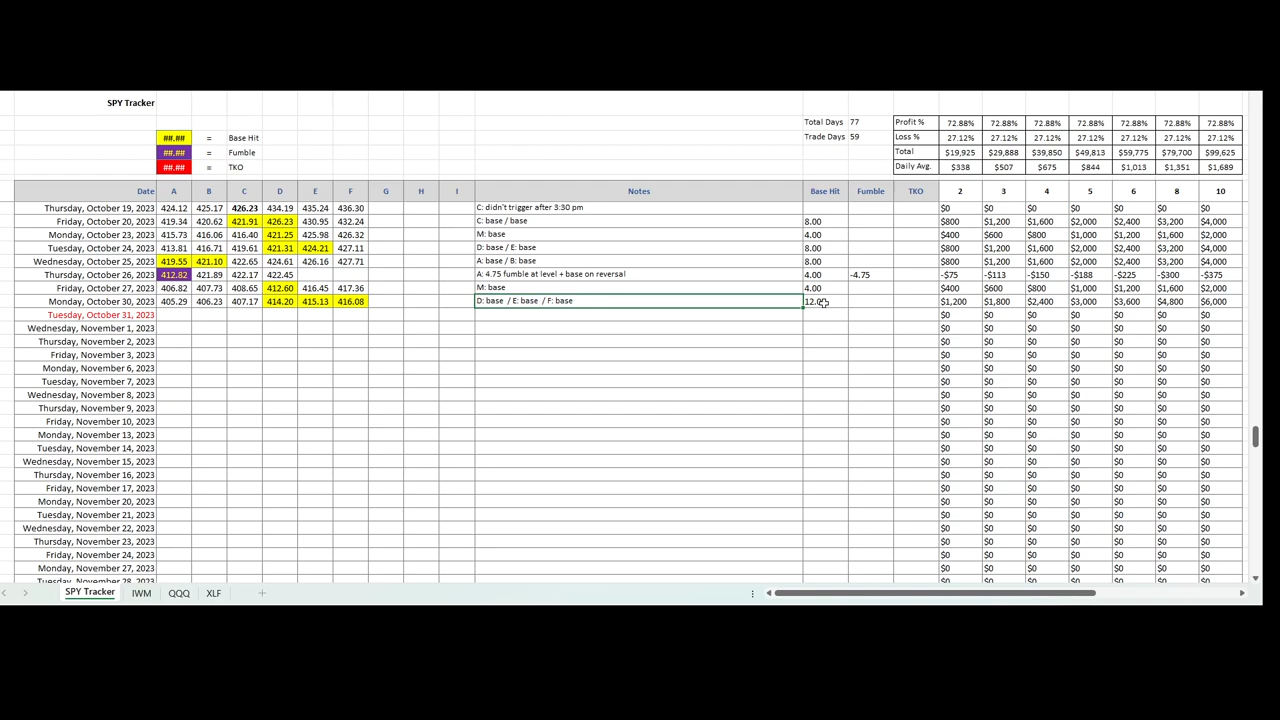 SPY Tracker
Total Days 77 Profit % 72.88% 72.88% 72.88% 72.88% 72.88% 72.88% 72.88%
##.## = Base Hit Trade Days 59 Loss % 27.12% 27.12% 27.12% 27.12% 27.12% 27.12% 27.12%
##.## = Fumble Total $19,925 $29,888 $39,850 $49,813 $59,775 $79,700 $99,625
##.## = TKO Daily Avg. $338 $507 $675 $844 $1,013 $1,351 $1,689
Date A B C D E F G H I Notes Base Hit Fumble TKO 2 3 4 5 6 8 10
Thursday, October 19, 2023 424.12 425.17 426.23 434.19 435.24 436.30 C: didn't trigger after 3:30 pm $0 $0 $0 $0 $0 $0 $0
Friday, October 20, 2023 419.34 420.62 421.91 426.23 430.95 432.24 C: base / base 8.00 $800 $1,200 $1,600 $2,000 $2,400 $3,200 $4,000
Monday, October 23, 2023 415.73 416.06 416.40 421.25 425.98 426.32 M: base 4.00 $400 $600 $800 $1,000 $1,200 $1,600 $2,000
Tuesday, October 24, 2023 413.81 416.71 419.61 421.31 424.21 427.11 D: base / E: base 8.00 $800 $1,200 $1,600 $2,000 $2,400 $3,200 $4,000
Wednesday, October 25, 2023 419.55 421.10 422.65 424.61 426.16 427.71 A: base / B: base 8.00 $800 $1,200 $1,600 $2,000 $2,400 $3,200 $4,000
Thursday, October 26, 2023 412.82 421.89 422.17 422.45 A: 4.75 fumble at level + base on reversal 4.00 -4.75 -$75 -$113 -$150 -$188 -$225 -$300 -$375
Friday, October 27, 2023 406.82 407.73 408.63 412.60 416.45 417.36 M: base 4.00 $400 $600 $800 $1,000 $1,200 $1,600 $2,000
Monday, October 30, 2023 405.29 406.23 407.17 414.20 415.13 416.08 D: base / E: base / F: base $1,200 $1,800 $2,400 $3,000 $3,600 $4,800 $6,000
Tuesday, October 31, 2023 $0 $0 $0 $0 $0 $0 $0
Wednesday, November 1, 2023 $0 $0 $0 $0 $0 $0 $0
Thursday, November 2, 2023 $0 $0 $0 $0 $0 $0 $0
Friday, November 3, 2023 $0 $0 $0 $0 $0 $0 $0
Monday, November 6, 2023 $0 $0 $0 $0 $0 $0 $0
Tuesday, November 7, 2023 $0 $0 $0 $0 $0 $0 $0
Wednesday, November 8, 2023 $0 $0 $0 $0 $0 $0 $0
Thursday, November 9, 2023 $0 $0 $0 $0 $0 $0 $0
Friday, November 10, 2023 $0 $0 $0 $0 $0 $0 $0
Monday, November 13, 2023 $0 $0 $0 $0 $0 $0 $0
Tuesday, November 14, 2023 $0 $0 $0 $0 $0 $0 $0
Wednesday, November 15, 2023 $0 $0 $0 $0 $0 $0 $0
Thursday, November 16, 2023 $0 $0 $0 $0 $0 $0 $0
Friday, November 17, 2023 $0 $0 $0 $0 $0 $0 $0
Monday, November 20, 2023 $0 $0 $0 $0 $0 $0 $0
Tuesday, November 21, 2023 $0 $0 $0 $0 $0 $0 $0
Wednesday, November 22, 2023 $0 $0 $0 $0 $0 $0 $0
Thursday, November 23, 2023 $0 $0 $0 $0 $0 $0 $0
Friday, November 24, 2023 $0 $0 $0 $0 $0 $0 $0
Monday, November 27, 2023 $0 $0 $0 $0 $0 $0 $0
Tuesday, November 28, 2023 $0 $0 $0 $0 $0 $0 $0
SPY Tracker IWM QQQ XLF